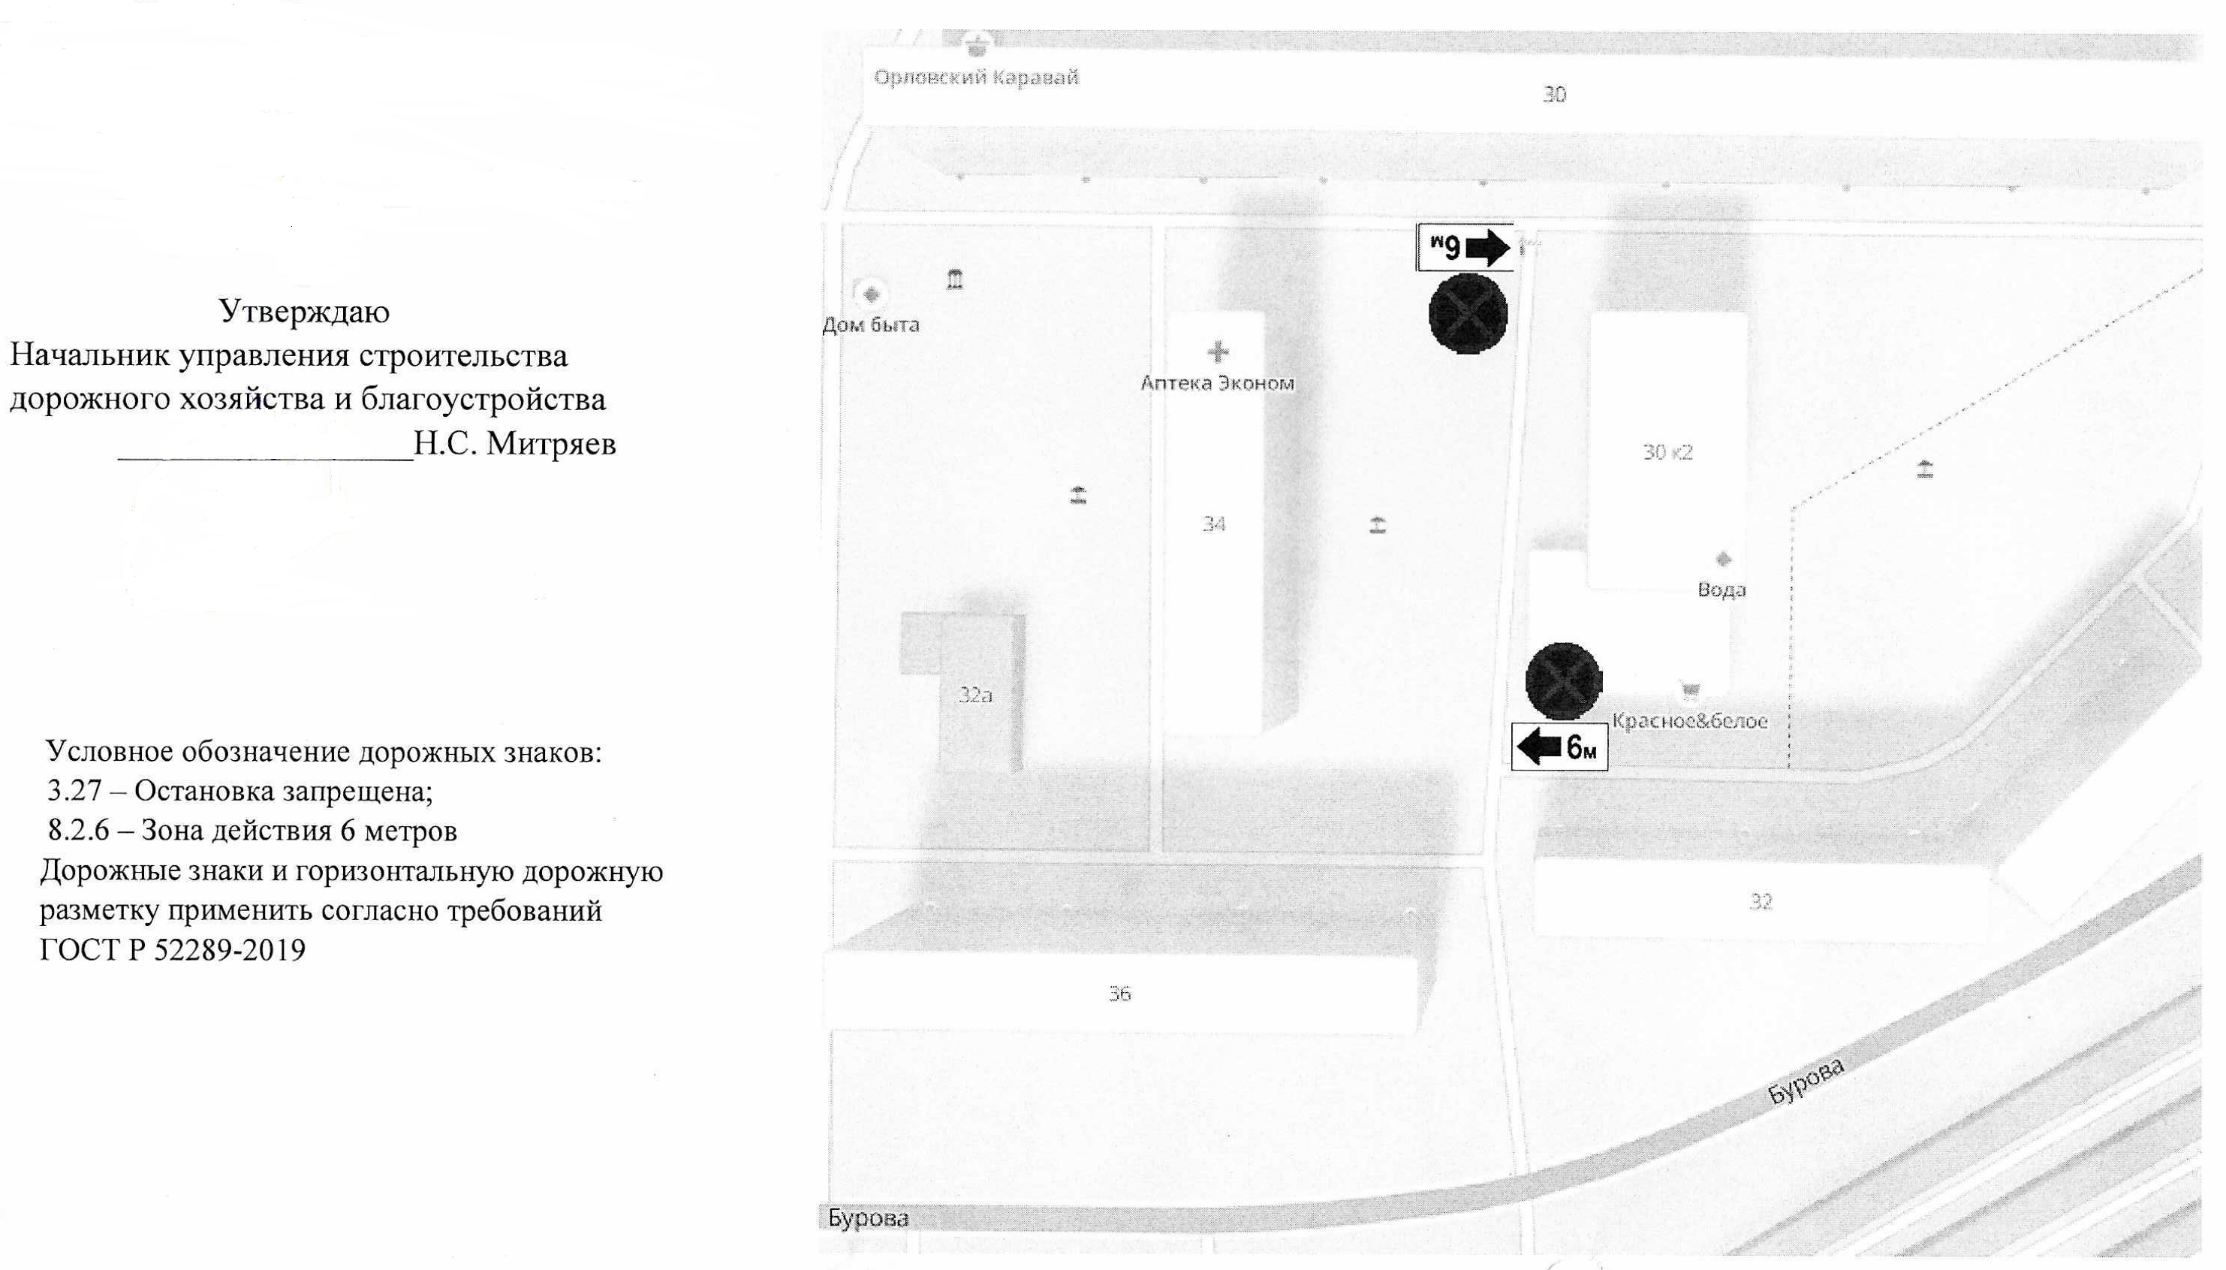 Утверждаю
Начальник управления строительства
дорожного хозяйства и благоустройства
Н.С. Митряев
Условное обозначение дорожных знаков:
3.27 – Остановка запрещена;
8.2.6 – Зона действия 6 метров
Дорожные знаки и горизонтальную дорожную
разметку применить согласно требований
ГОСТ Р 52289-2019
Орловский Каравай
30
6м
Дом быта
Аптека Эконом
30 к2
34
Вода
32а
Красное&белое
6м
32
36
Бурова
Бурова